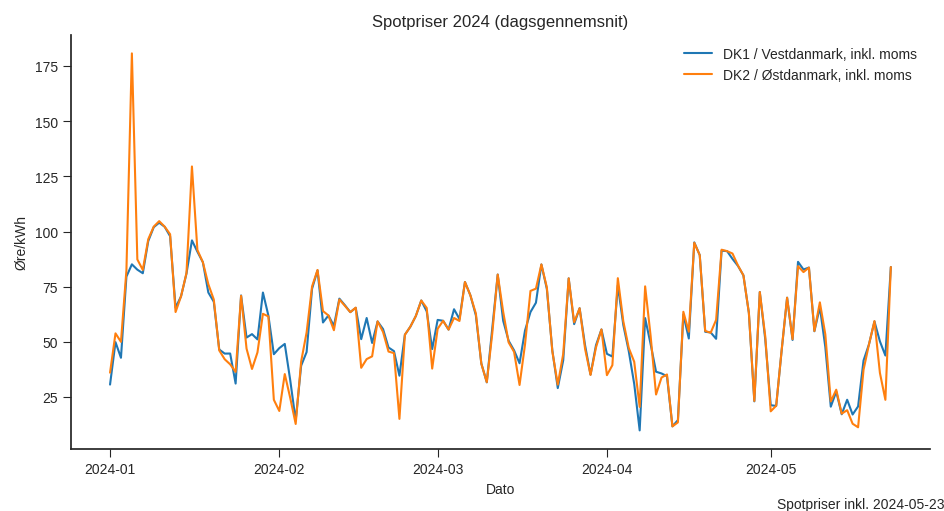 Spotpriser 2024 (dagsgennemsnit)
DK1 / Vestdanmark, inkl. moms
DK2 / Østdanmark, inkl. moms
175
150
125
100
75
50
25
Øre/kWh
2024-01 2024-02 2024-03 2024-04 2024-05
Dato
Spotpriser inkl. 2024-05-23